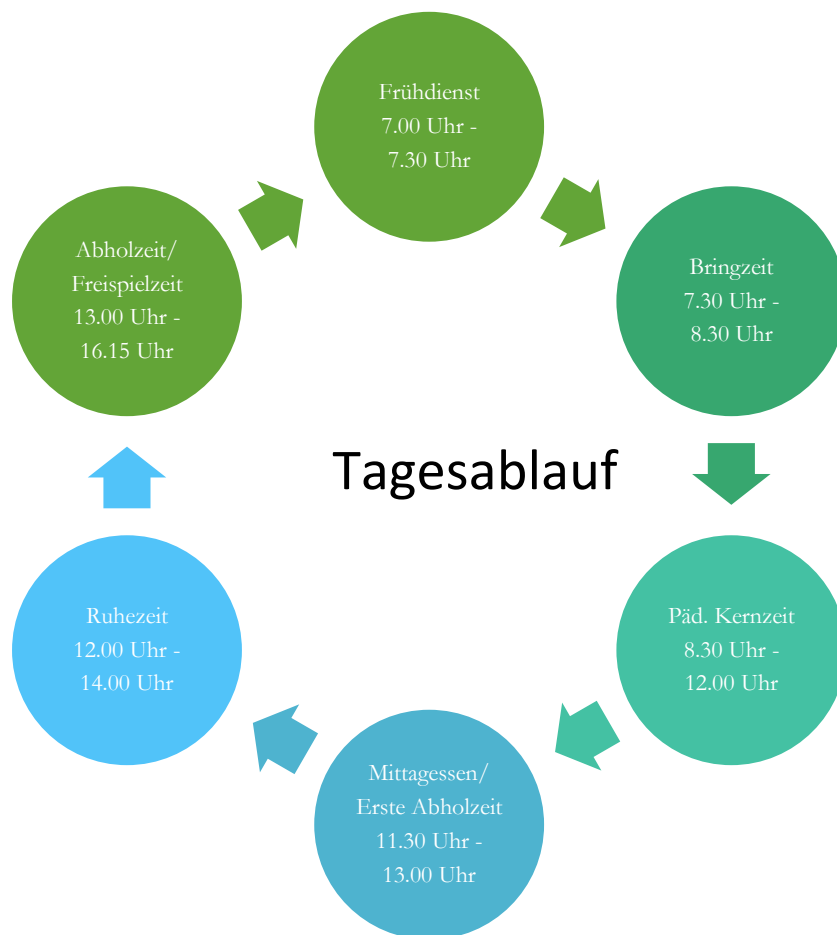 Frühdienst
7.00 Uhr -
7.30 Uhr
Bringzeit
7.30 Uhr -
8.30 Uhr
Päd. Kernzeit
8.30 Uhr -
12.00 Uhr
Mittagessen/
Erste Abholzeit
11.30 Uhr -
13.00 Uhr
Ruhezeit
12.00 Uhr -
14.00 Uhr
Abholzeit/
Freispielzeit
13.00 Uhr -
16.15 Uhr
Tagesablauf